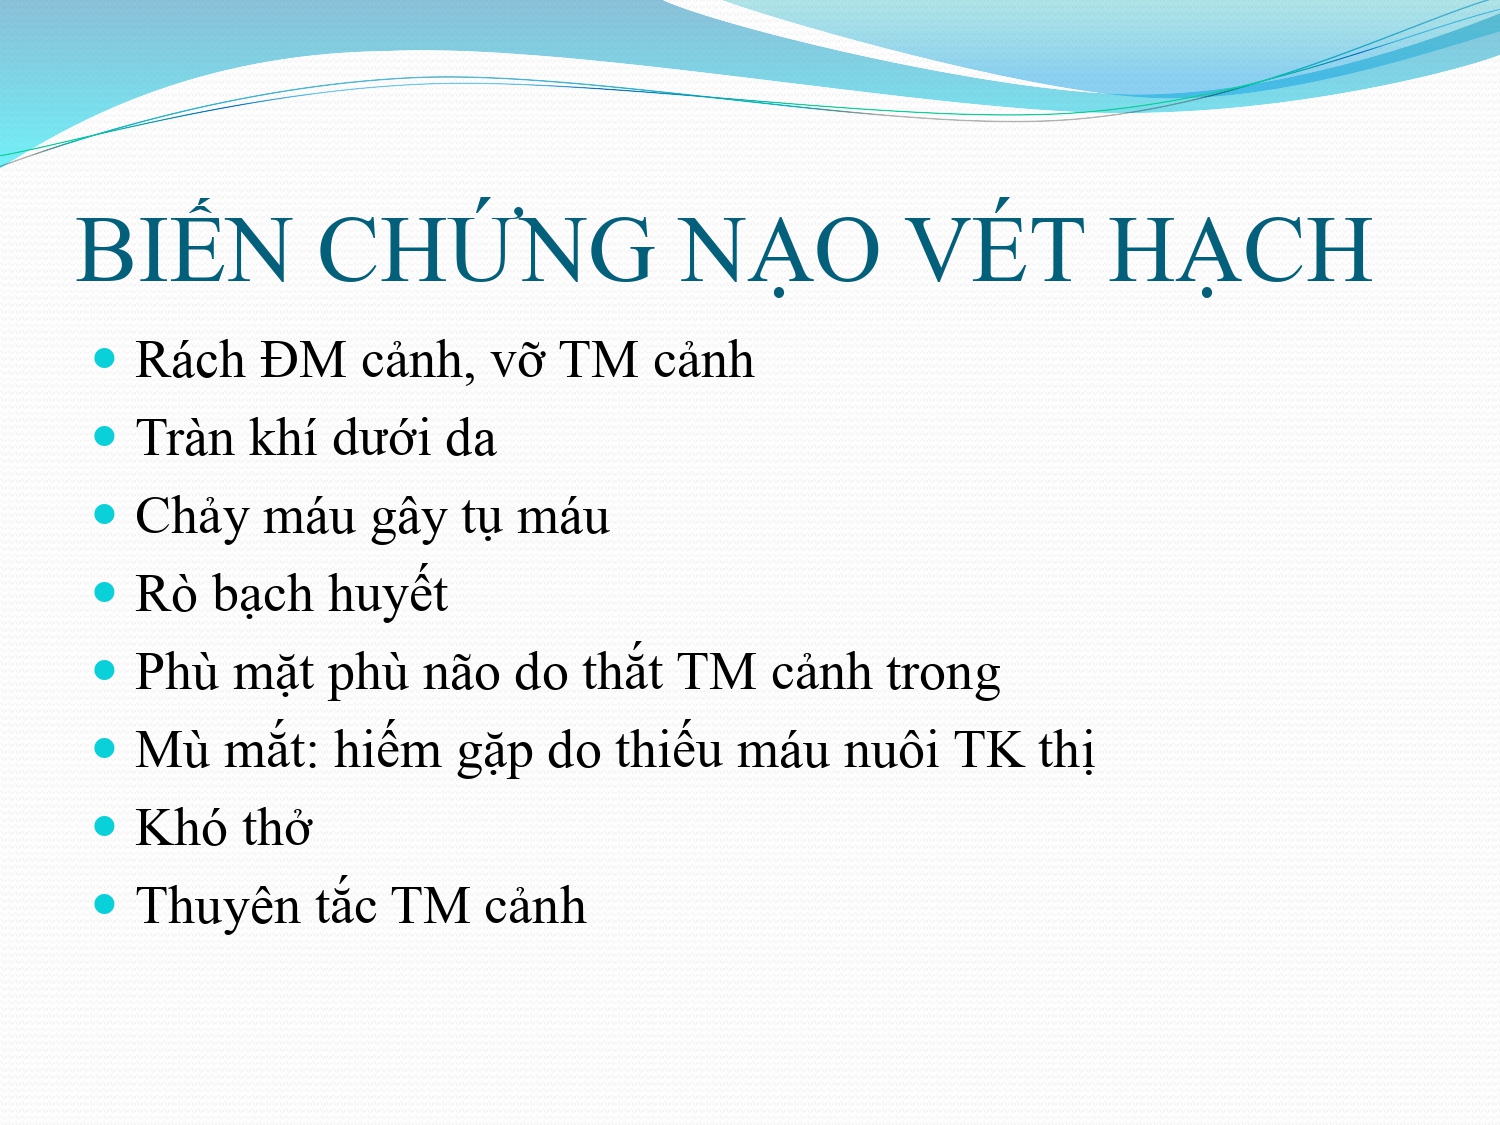 BIẾN CHỨNG NẠO VÉT HẠCH
Rách ĐM cảnh, vỡ TM cảnh
Tràn khí dưới da
Chảy máu gây tụ máu
Rò bạch huyết
Phù mặt phù não do thắt TM cảnh trong
Mù mắt: hiếm gặp do thiếu máu nuôi TK thị
Khó thở
Thuyên tắc TM cảnh